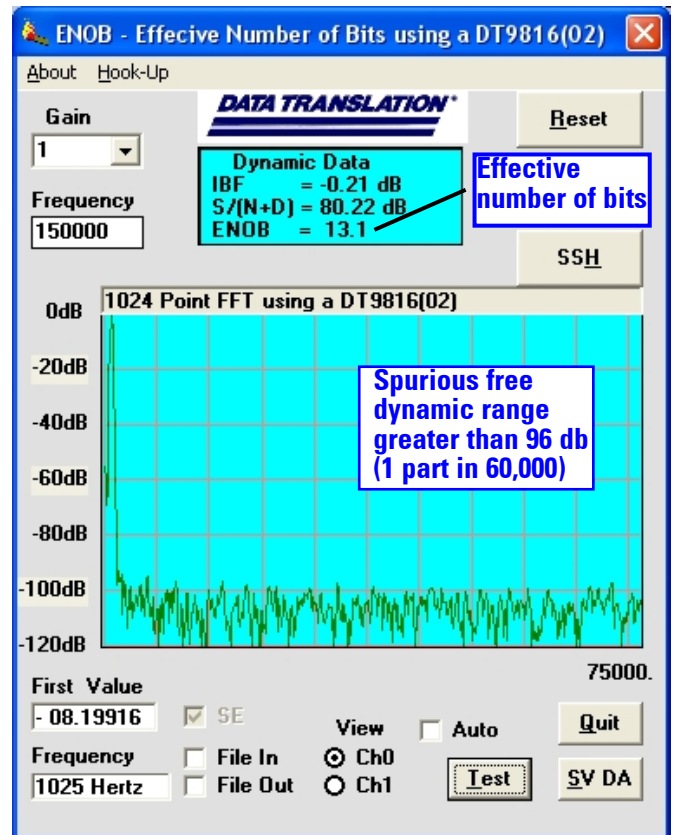 ENOB - Effecive Number of Bits using a DT9816(02)
About Hook-Up
Gain
1
DATA TRANSLATION
Reset
Dynamic Data
IBF = -0.21 dB
S/(N+D) = 80.22 dB
ENOB = 13.1
Effective
number of bits
Frequency
150000
SSH
0dB
1024 Point FFT using a DT9816(02)
-20dB
-40dB
-60dB
-80dB
-100dB
-120dB
Spurious free
dynamic range
greater than 96 db
(1 part in 60,000)
75000.
First Value
- 08.19916
SE
View
Auto
Quit
Frequency
1025 Hertz
File In
File Out
Ch0
Ch1
Test
SV DA